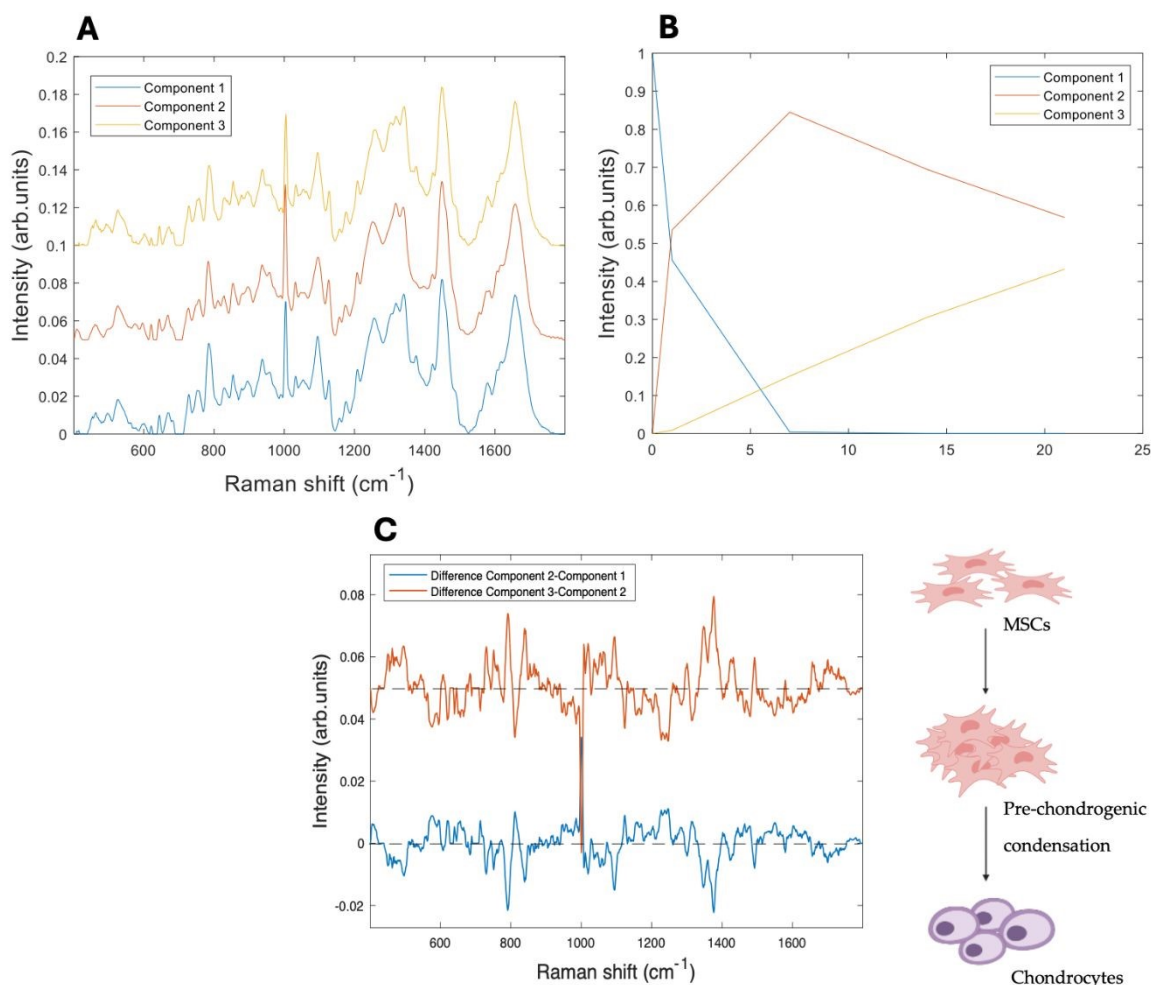 A
0.2
0.18
0.16
0.14
0.12
0.1
0.08
0.06
0.04
0.02
0
Intensity (arb.units)
Component 1
Component 2
Component 3
600
800
1000
1200
1400
1600
Raman shift (cm-1)
B
1
0.9
0.8
0.7
0.6
0.5
0.4
0.3
0.2
0.1
0
Intensity (arb.units)
Component 1
Component 2
Component 3
0
5
10
15
20
25
C
Difference Component 2-Component 1
Difference Component 3-Component 2
0.08
0.06
0.04
0.02
0
-0.02
Intensity (arb.units)
600
800
1000
1200
1400
1600
Raman shift (cm-1)
MSCs
Pre-chondrogenic
condensation
Chondrocytes